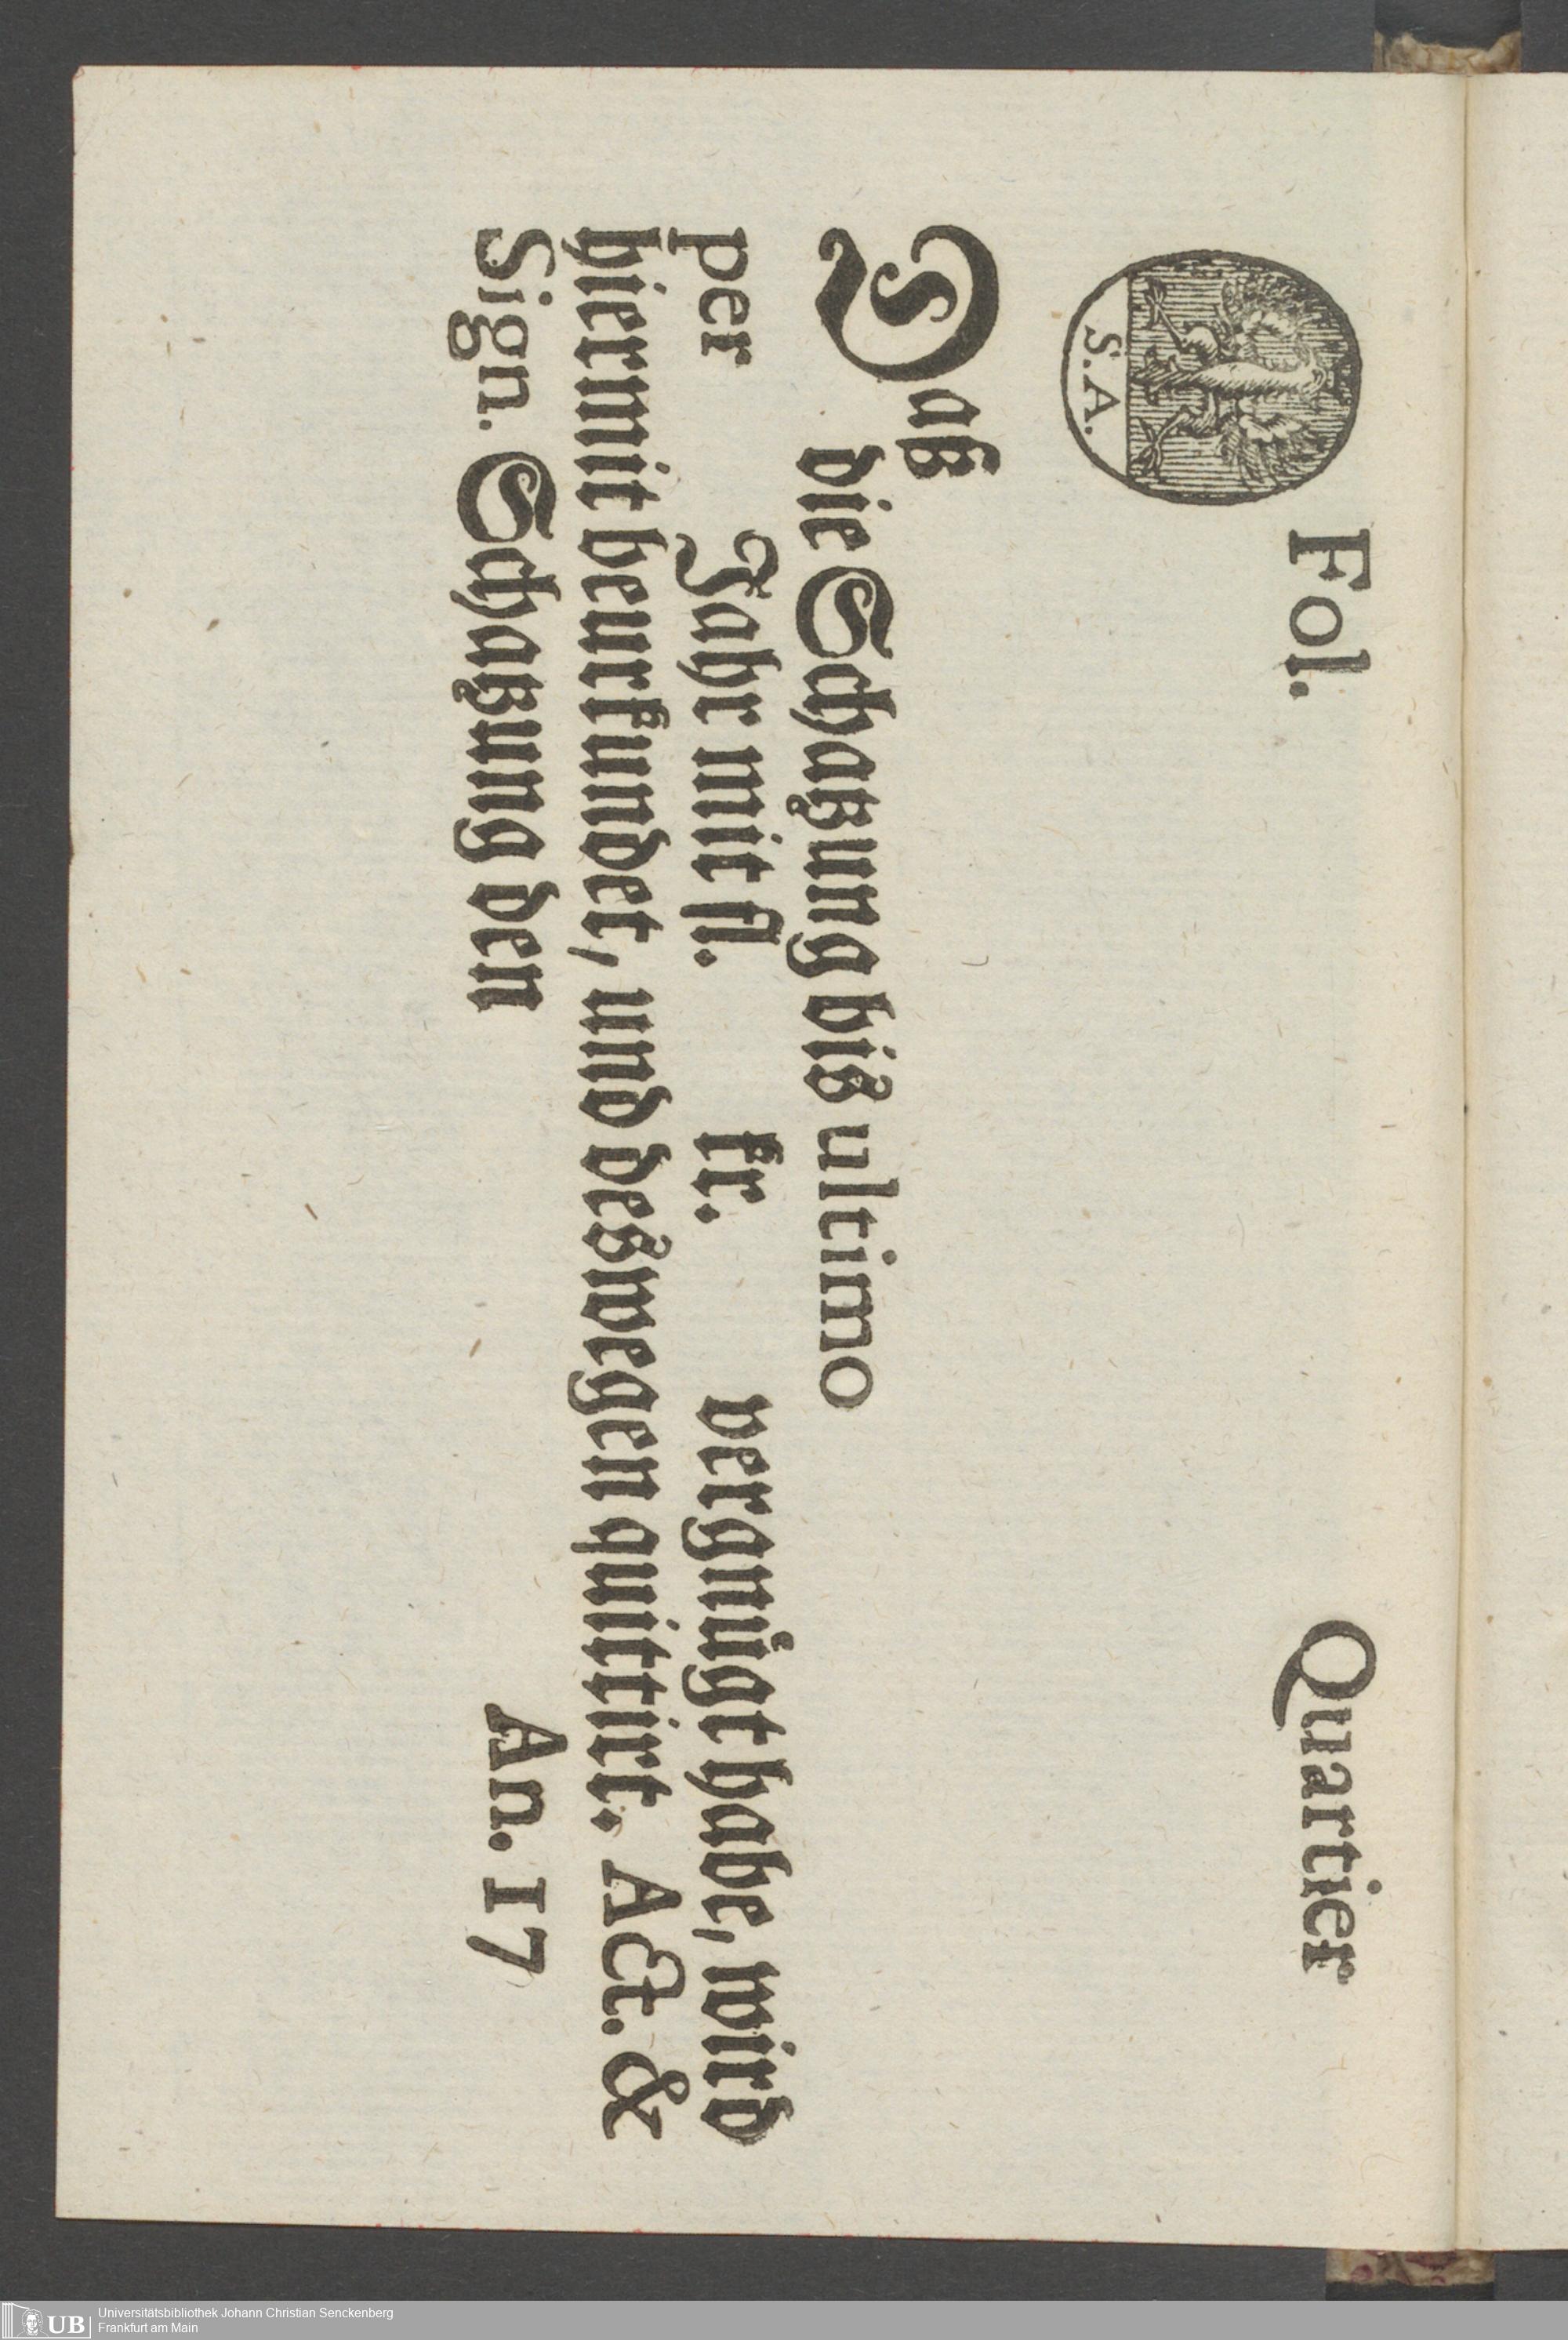 Fol. Quartier
S. A.
Daß
die Schatzung biß ultimo
per Jahr mit fl. kr. vergnügt habe, wird
hiermit beurkundet, und deßwegen quittirt. Act. &
Sign. Schatzung den An. 17
UB Universitätsbibliothek Johann Christian Senckenberg
Frankfurt am Main